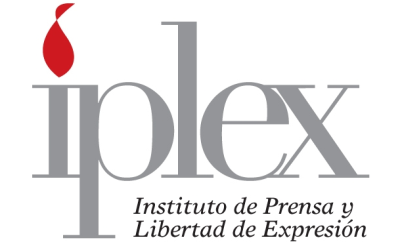 iplex
Instituto de Prensa y
Libertad de Expresión